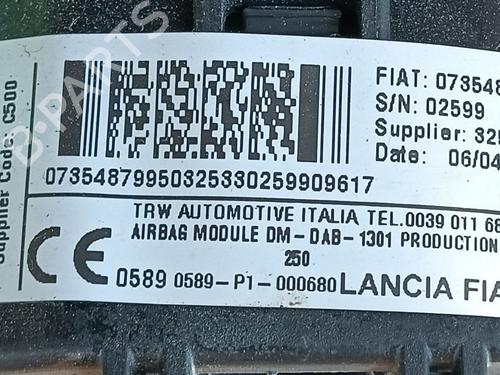 B-PARTS
Supplier Code: C500
FIAT: 073548
S/N: 02599
Supplier: 32
Date: 06/04
07354879950325330259909617
TRW AUTOMOTIVE ITALIA TEL.0039 011 68
AIRBAG MODULE DM-DAB-1301 PRODUCTION
250
CE 0589 0589-P1-000680 LANCIA FIA